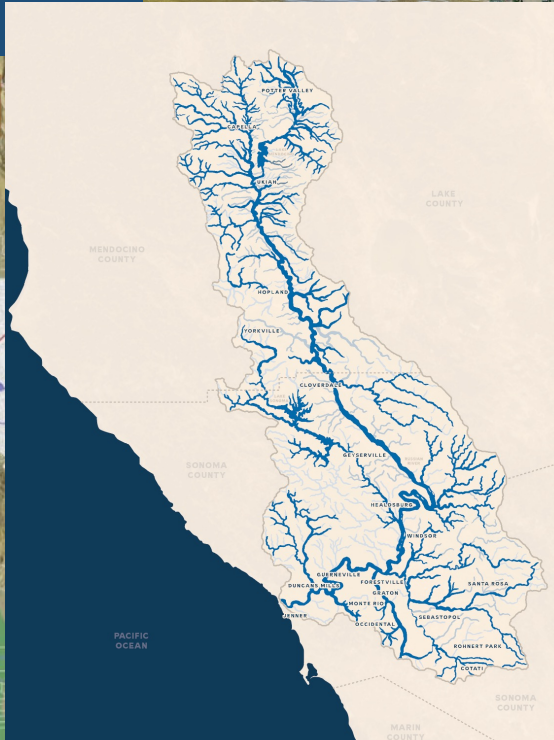 POTTER VALLEY
CAPELLA
UKIAH
LAKE
COUNTY
MENDOCINO
COUNTY
HOPLAND
YORKVILLE
CLOVERDALE
GEYSERVILLE
SONOMA
COUNTY
HEALDSBURG
WINDSOR
GUERNEVILLE
FORESTVILLE
DUNCANS MILLS
SANTA ROSA
GRATON
MONTE RIO
JENNER
SEBASTOPOL
OCCIDENTAL
PACIFIC
OCEAN
ROHNERT PARK
COTATI
SONOMA
COUNTY
MARIN
COUNTY